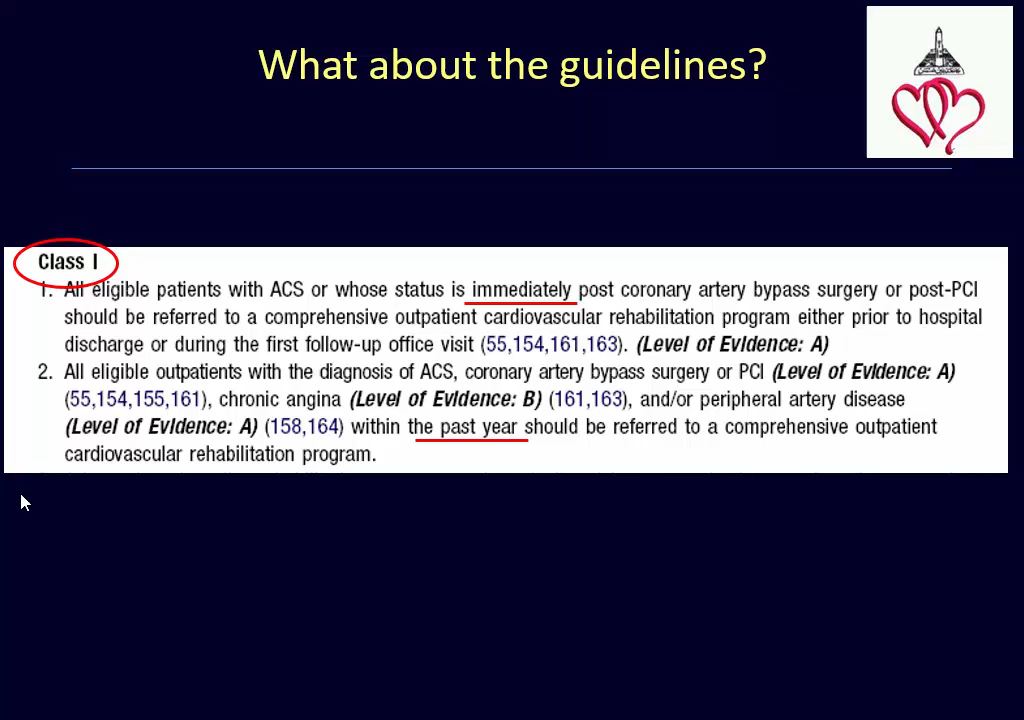 What about the guidelines?
Class I
1. All eligible patients with ACS or whose status is immediately post coronary artery bypass surgery or post-PCI
should be referred to a comprehensive outpatient cardiovascular rehabilitation program either prior to hospital
discharge or during the first follow-up office visit (55,154,161,163). (Level of Evidence: A)
2. All eligible outpatients with the diagnosis of ACS, coronary artery bypass surgery or PCI (Level of Evidence: A)
(55,154,155,161), chronic angina (Level of Evidence: B) (161,163), and/or peripheral artery disease
(Level of Evidence: A) (158,164) within the past year should be referred to a comprehensive outpatient
cardiovascular rehabilitation program.